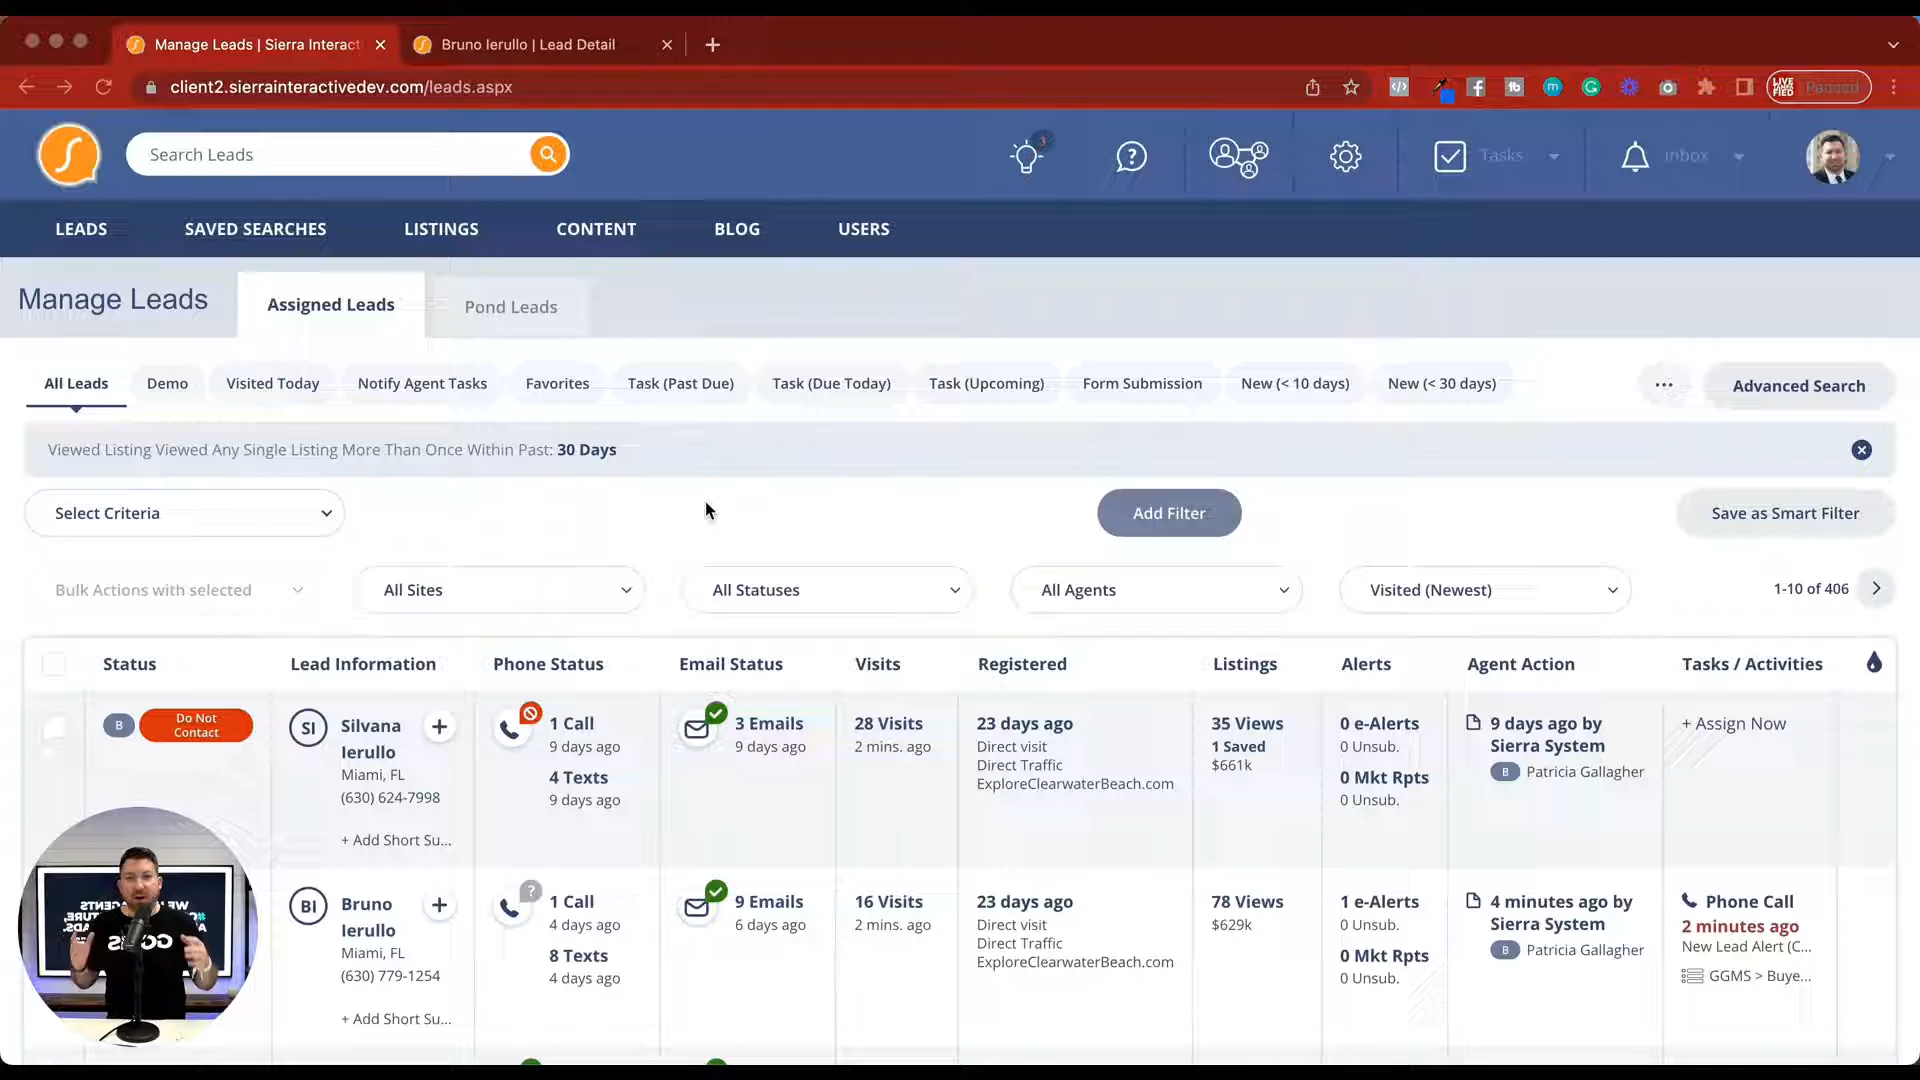 Manage Leads | Sierra Interact
Bruno Ierullo | Lead Detail
client2.sierrainteractivedev.com/leads.aspx
Paused
Search Leads
3
Tasks
Inbox
LEADS
SAVED SEARCHES
LISTINGS
CONTENT
BLOG
USERS
Manage Leads
Assigned Leads
Pond Leads
All Leads
Demo
Visited Today
Notify Agent Tasks
Favorites
Task (Past Due)
Task (Due Today)
Task (Upcoming)
Form Submission
New (< 10 days)
New (< 30 days)
...
Advanced Search
Viewed Listing Viewed Any Single Listing More Than Once Within Past: 30 Days
Select Criteria
Add Filter
Save as Smart Filter
Bulk Actions with selected
All Sites
All Statuses
All Agents
Visited (Newest)
1-10 of 406
Status
Lead Information
Phone Status
Email Status
Visits
Registered
Listings
Alerts
Agent Action
Tasks / Activities
B
Do Not
Contact
SI
Silvana
Ierullo
Miami, FL
(630) 624-7998
+ Add Short Su...
1 Call
9 days ago
4 Texts
9 days ago
3 Emails
9 days ago
28 Visits
2 mins. ago
23 days ago
Direct visit
Direct Traffic
ExploreClearwaterBeach.com
35 Views
1 Saved
$661k
0 e-Alerts
0 Unsub.
0 Mkt Rpts
0 Unsub.
9 days ago by
Sierra System
B Patricia Gallagher
+ Assign Now
BI
Bruno
Ierullo
Miami, FL
(630) 779-1254
+ Add Short Su...
?
1 Call
4 days ago
8 Texts
4 days ago
9 Emails
6 days ago
16 Visits
2 mins. ago
23 days ago
Direct visit
Direct Traffic
ExploreClearwaterBeach.com
78 Views
$629k
1 e-Alerts
0 Unsub.
0 Mkt Rpts
0 Unsub.
4 minutes ago by
Sierra System
B Patricia Gallagher
Phone Call
2 minutes ago
New Lead Alert (C...
GGMS > Buye...